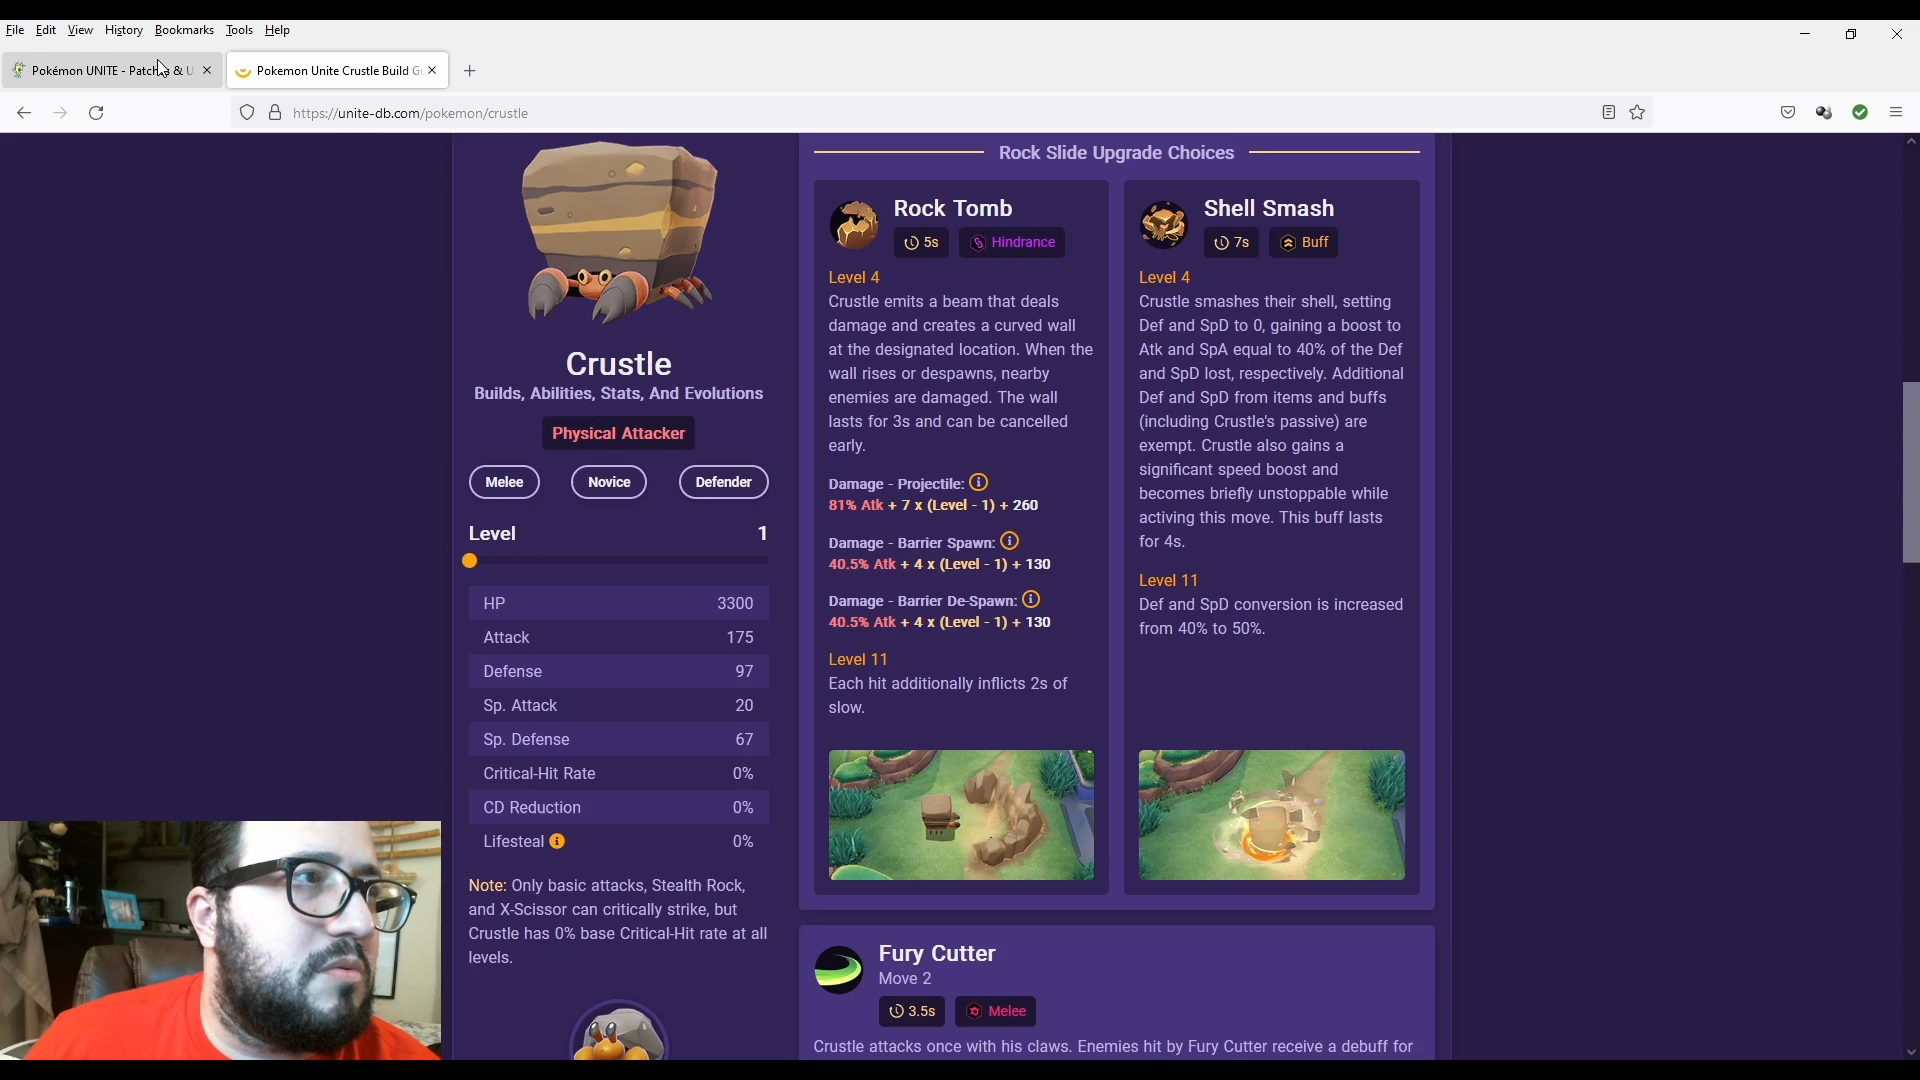 File Edit View History Bookmarks Tools Help
Pokémon UNITE - Patches & U
Pokemon Unite Crustle Build Gu
https://unite-db.com/pokemon/crustle
Crustle
Builds, Abilities, Stats, And Evolutions
Physical Attacker
Melee Novice Defender
Level 1
HP 3300
Attack 175
Defense 97
Sp. Attack 20
Sp. Defense 67
Critical-Hit Rate 0%
CD Reduction 0%
Lifesteal 0%
Note: Only basic attacks, Stealth Rock,
and X-Scissor can critically strike, but
Crustle has 0% base Critical-Hit rate at all
levels.
Rock Slide Upgrade Choices
Rock Tomb
5s Hindrance
Level 4
Crustle emits a beam that deals
damage and creates a curved wall
at the designated location. When the
wall rises or despawns, nearby
enemies are damaged. The wall
lasts for 3s and can be cancelled
early.
Damage - Projectile:
81% Atk + 7 x (Level - 1) + 260
Damage - Barrier Spawn:
40.5% Atk + 4 x (Level - 1) + 130
Damage - Barrier De-Spawn:
40.5% Atk + 4 x (Level - 1) + 130
Level 11
Each hit additionally inflicts 2s of
slow.
Shell Smash
7s Buff
Level 4
Crustle smashes their shell, setting
Def and SpD to 0, gaining a boost to
Atk and SpA equal to 40% of the Def
and SpD lost, respectively. Additional
Def and SpD from items and buffs
(including Crustle's passive) are
exempt. Crustle also gains a
significant speed boost and
becomes briefly unstoppable while
activing this move. This buff lasts
for 4s.
Level 11
Def and SpD conversion is increased
from 40% to 50%.
Fury Cutter
Move 2
3.5s Melee
Crustle attacks once with his claws. Enemies hit by Fury Cutter receive a debuff for